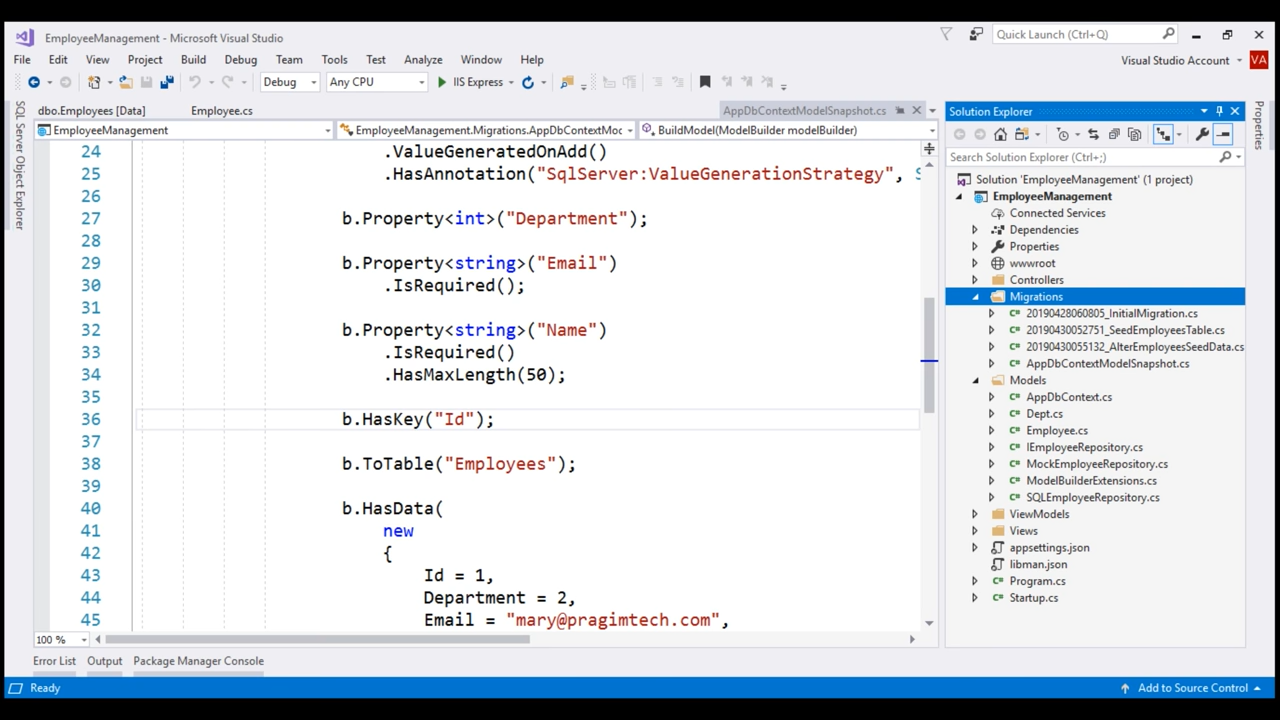 EmployeeManagement - Microsoft Visual Studio
Quick Launch (Ctrl+Q)
File Edit View Project Build Debug Team Tools Test Analyze Window Help
Visual Studio Account VA
Debug Any CPU IIS Express
SQL Server Object Explorer
dbo.Employees [Data] Employee.cs AppDbContextModelSnapshot.cs
EmployeeManagement EmployeeManagement.Migrations.AppDbContextMoc BuildModel(ModelBuilder modelBuilder)
24 .ValueGeneratedOnAdd()
25 .HasAnnotation("SqlServer:ValueGenerationStrategy", S
26
27 b.Property<int>("Department");
28
29 b.Property<string>("Email")
30 .IsRequired();
31
32 b.Property<string>("Name")
33 .IsRequired()
34 .HasMaxLength(50);
35
36 b.HasKey("Id");
37
38 b.ToTable("Employees");
39
40 b.HasData(
41 new
42 {
43 Id = 1,
44 Department = 2,
45 Email = "mary@pragimtech.com",
100 %
Solution Explorer
Search Solution Explorer (Ctrl+;)
Solution 'EmployeeManagement' (1 project)
EmployeeManagement
Connected Services
Dependencies
Properties
wwwroot
Controllers
Migrations
C# 20190428060805_InitialMigration.cs
C# 20190430052751_SeedEmployeesTable.cs
C# 20190430055132_AlterEmployeesSeedData.cs
C# AppDbContextModelSnapshot.cs
Models
C# AppDbContext.cs
C# Dept.cs
C# Employee.cs
C# IEmployeeRepository.cs
C# MockEmployeeRepository.cs
C# ModelBuilderExtensions.cs
C# SQLEmployeeRepository.cs
ViewModels
Views
appsettings.json
libman.json
C# Program.cs
C# Startup.cs
Properties
Error List Output Package Manager Console
Ready
Add to Source Control